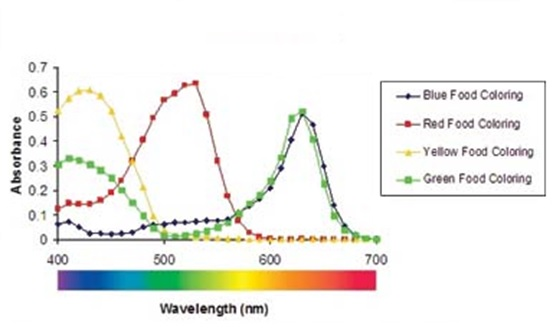 0.7
0.6
0.5
0.4
0.3
0.2
0.1
0
Absorbance
400 500 600 700
Wavelength (nm)
Blue Food Coloring
Red Food Coloring
Yellow Food Coloring
Green Food Coloring